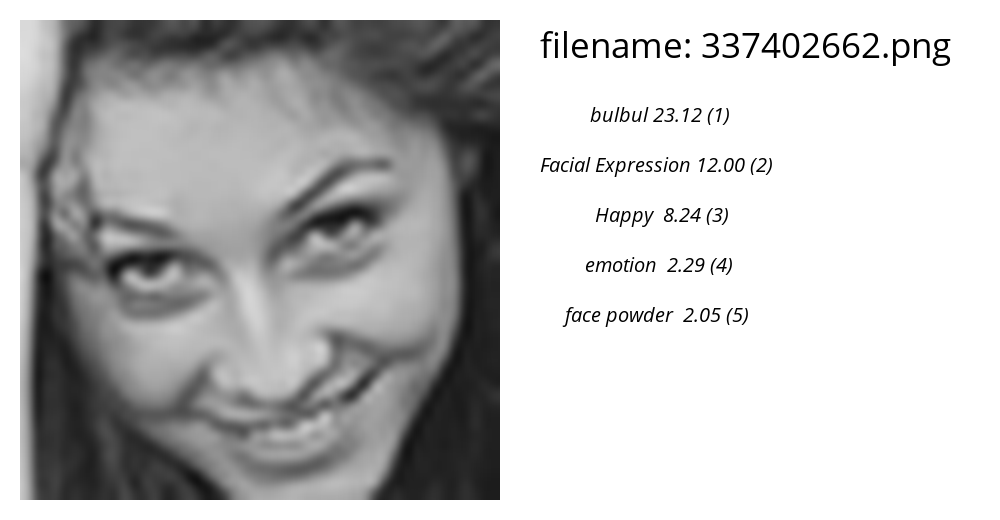 filename: 337402662.png
bulbul 23.12 (1)
Facial Expression 12.00 (2)
Happy 8.24 (3)
emotion 2.29 (4)
face powder 2.05 (5)